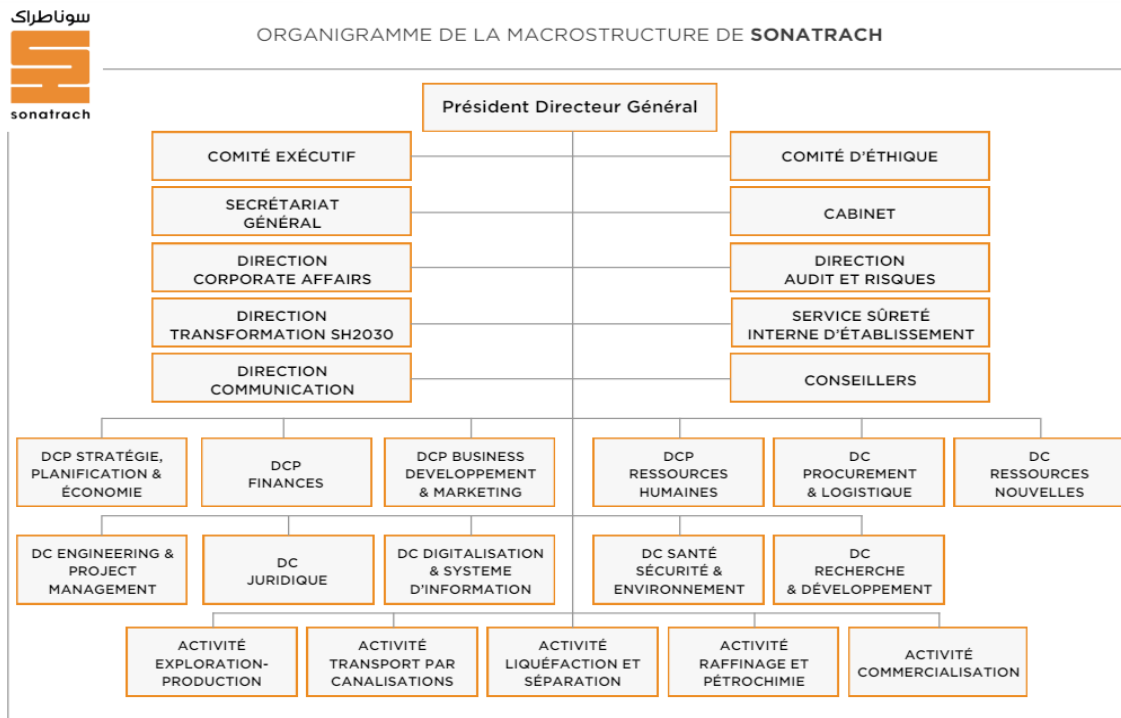 سوناطراك
sonatrach
ORGANIGRAMME DE LA MACROSTRUCTURE DE SONATRACH
Président Directeur Général
COMITÉ EXÉCUTIF
COMITÉ D'ÉTHIQUE
SECRÉTARIAT
GÉNÉRAL
CABINET
DIRECTION
CORPORATE AFFAIRS
DIRECTION
AUDIT ET RISQUES
DIRECTION
TRANSFORMATION SH2030
SERVICE SÛRETÉ
INTERNE D'ÉTABLISSEMENT
DIRECTION
COMMUNICATION
CONSEILLERS
DCP STRATÉGIE,
PLANIFICATION &
ÉCONOMIE
DCP
FINANCES
DCP BUSINESS
DEVELOPPEMENT
& MARKETING
DCP
RESSOURCES
HUMAINES
DC
PROCUREMENT
& LOGISTIQUE
DC
RESSOURCES
NOUVELLES
DC ENGINEERING &
PROJECT
MANAGEMENT
DC
JURIDIQUE
DC DIGITALISATION
& SYSTEME
D'INFORMATION
DC SANTÉ
SÉCURITÉ &
ENVIRONNEMENT
DC
RECHERCHE
& DÉVELOPPEMENT
ACTIVITÉ
EXPLORATION-
PRODUCTION
ACTIVITÉ
TRANSPORT PAR
CANALISATIONS
ACTIVITÉ
LIQUÉFACTION ET
SÉPARATION
ACTIVITÉ
RAFFINAGE ET
PÉTROCHIMIE
ACTIVITÉ
COMMERCIALISATION